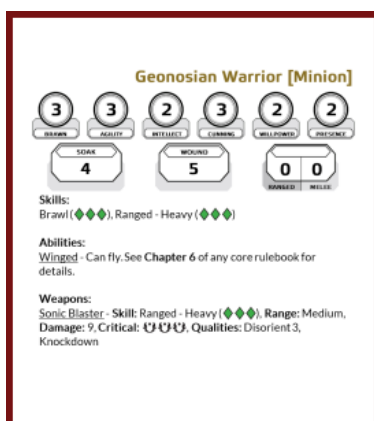 Geonosian Warrior [Minion]
3 3 2 3 2 2
BRAWN AGILITY INTELLECT CUNNING WILLPOWER PRESENCE
SOAK WOUND
4 5 0 0
RANGED MELEE
Skills:
Brawl (), Ranged - Heavy ()
Abilities:
Winged - Can fly. See Chapter 6 of any core rulebook for
details.
Weapons:
Sonic Blaster - Skill: Ranged - Heavy (), Range: Medium,
Damage: 9, Critical: , Qualities: Disorient 3,
Knockdown